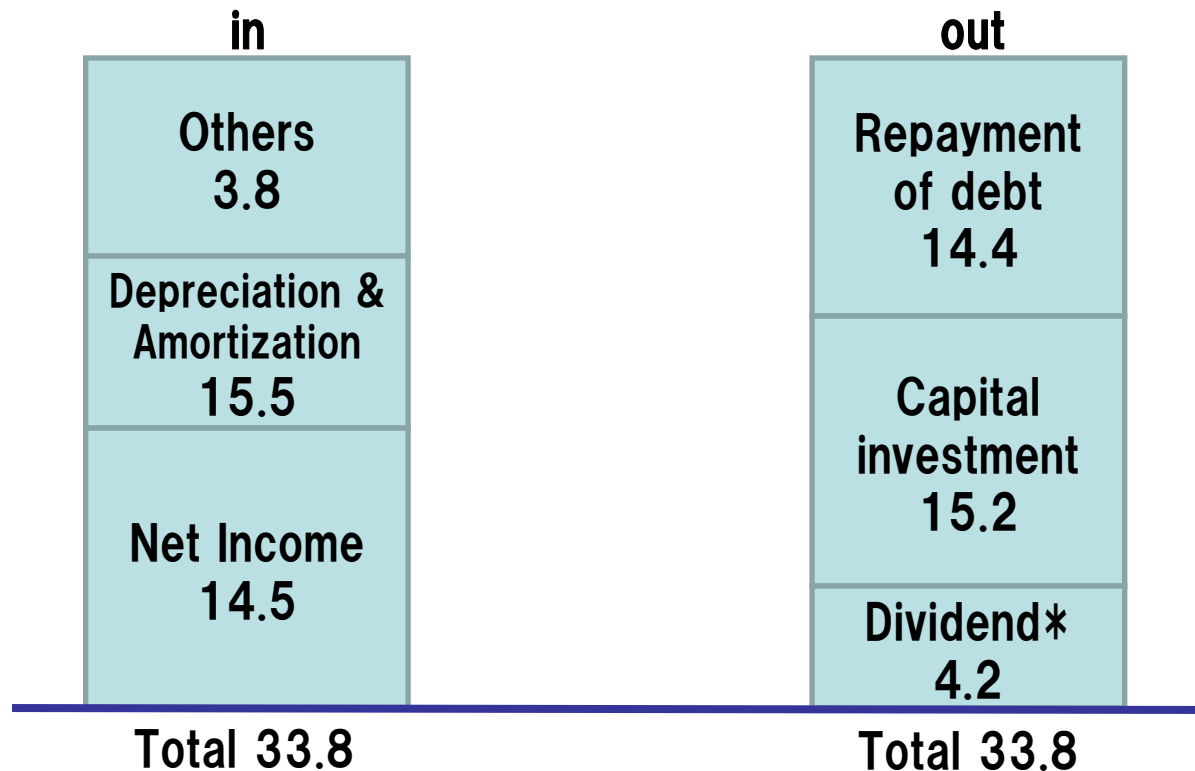 in
Others
3.8
Depreciation &
Amortization
15.5
Net Income
14.5
Total 33.8
out
Repayment
of debt
14.4
Capital
investment
15.2
Dividend*
4.2
Total 33.8